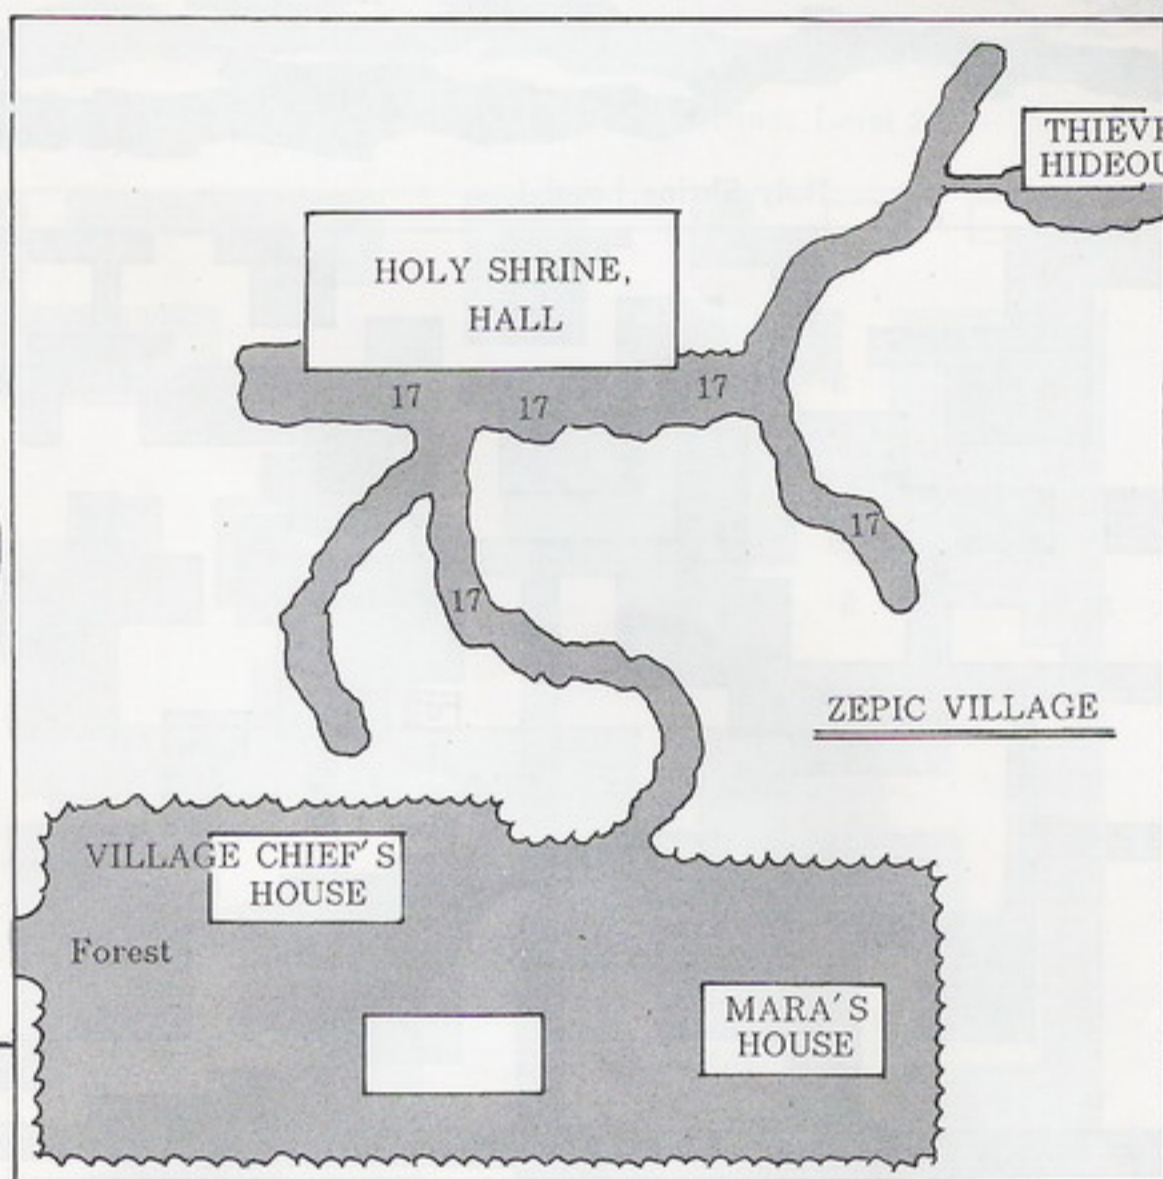 THIEVE
HIDEOU
HOLY SHRINE,
HALL
17
17
17
17
17
ZEPIC VILLAGE
VILLAGE CHIEF'S
HOUSE
Forest
MARA'S
HOUSE